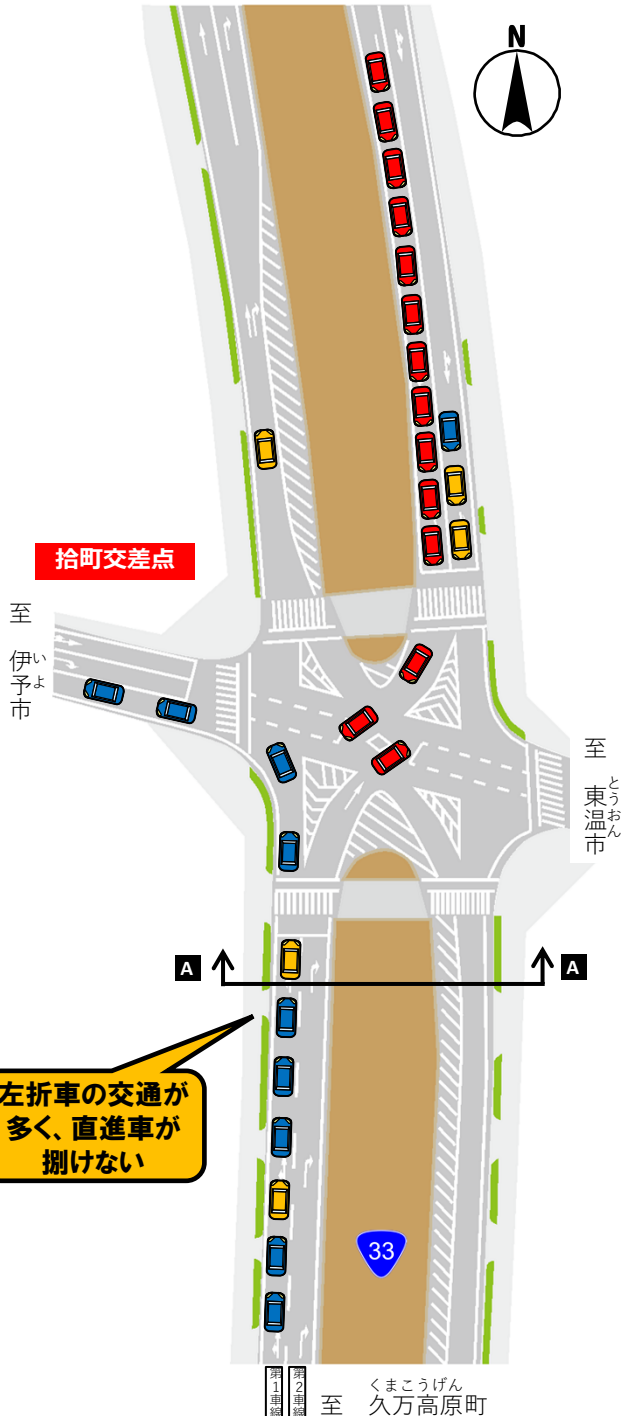 N
拾町交差点
至
伊予市
いよ
至
東温市
とうおん
A
A
左折車の交通が
多く、直進車が
捌けない
33
第1車線
第2車線
至
くまこうげん
久万高原町